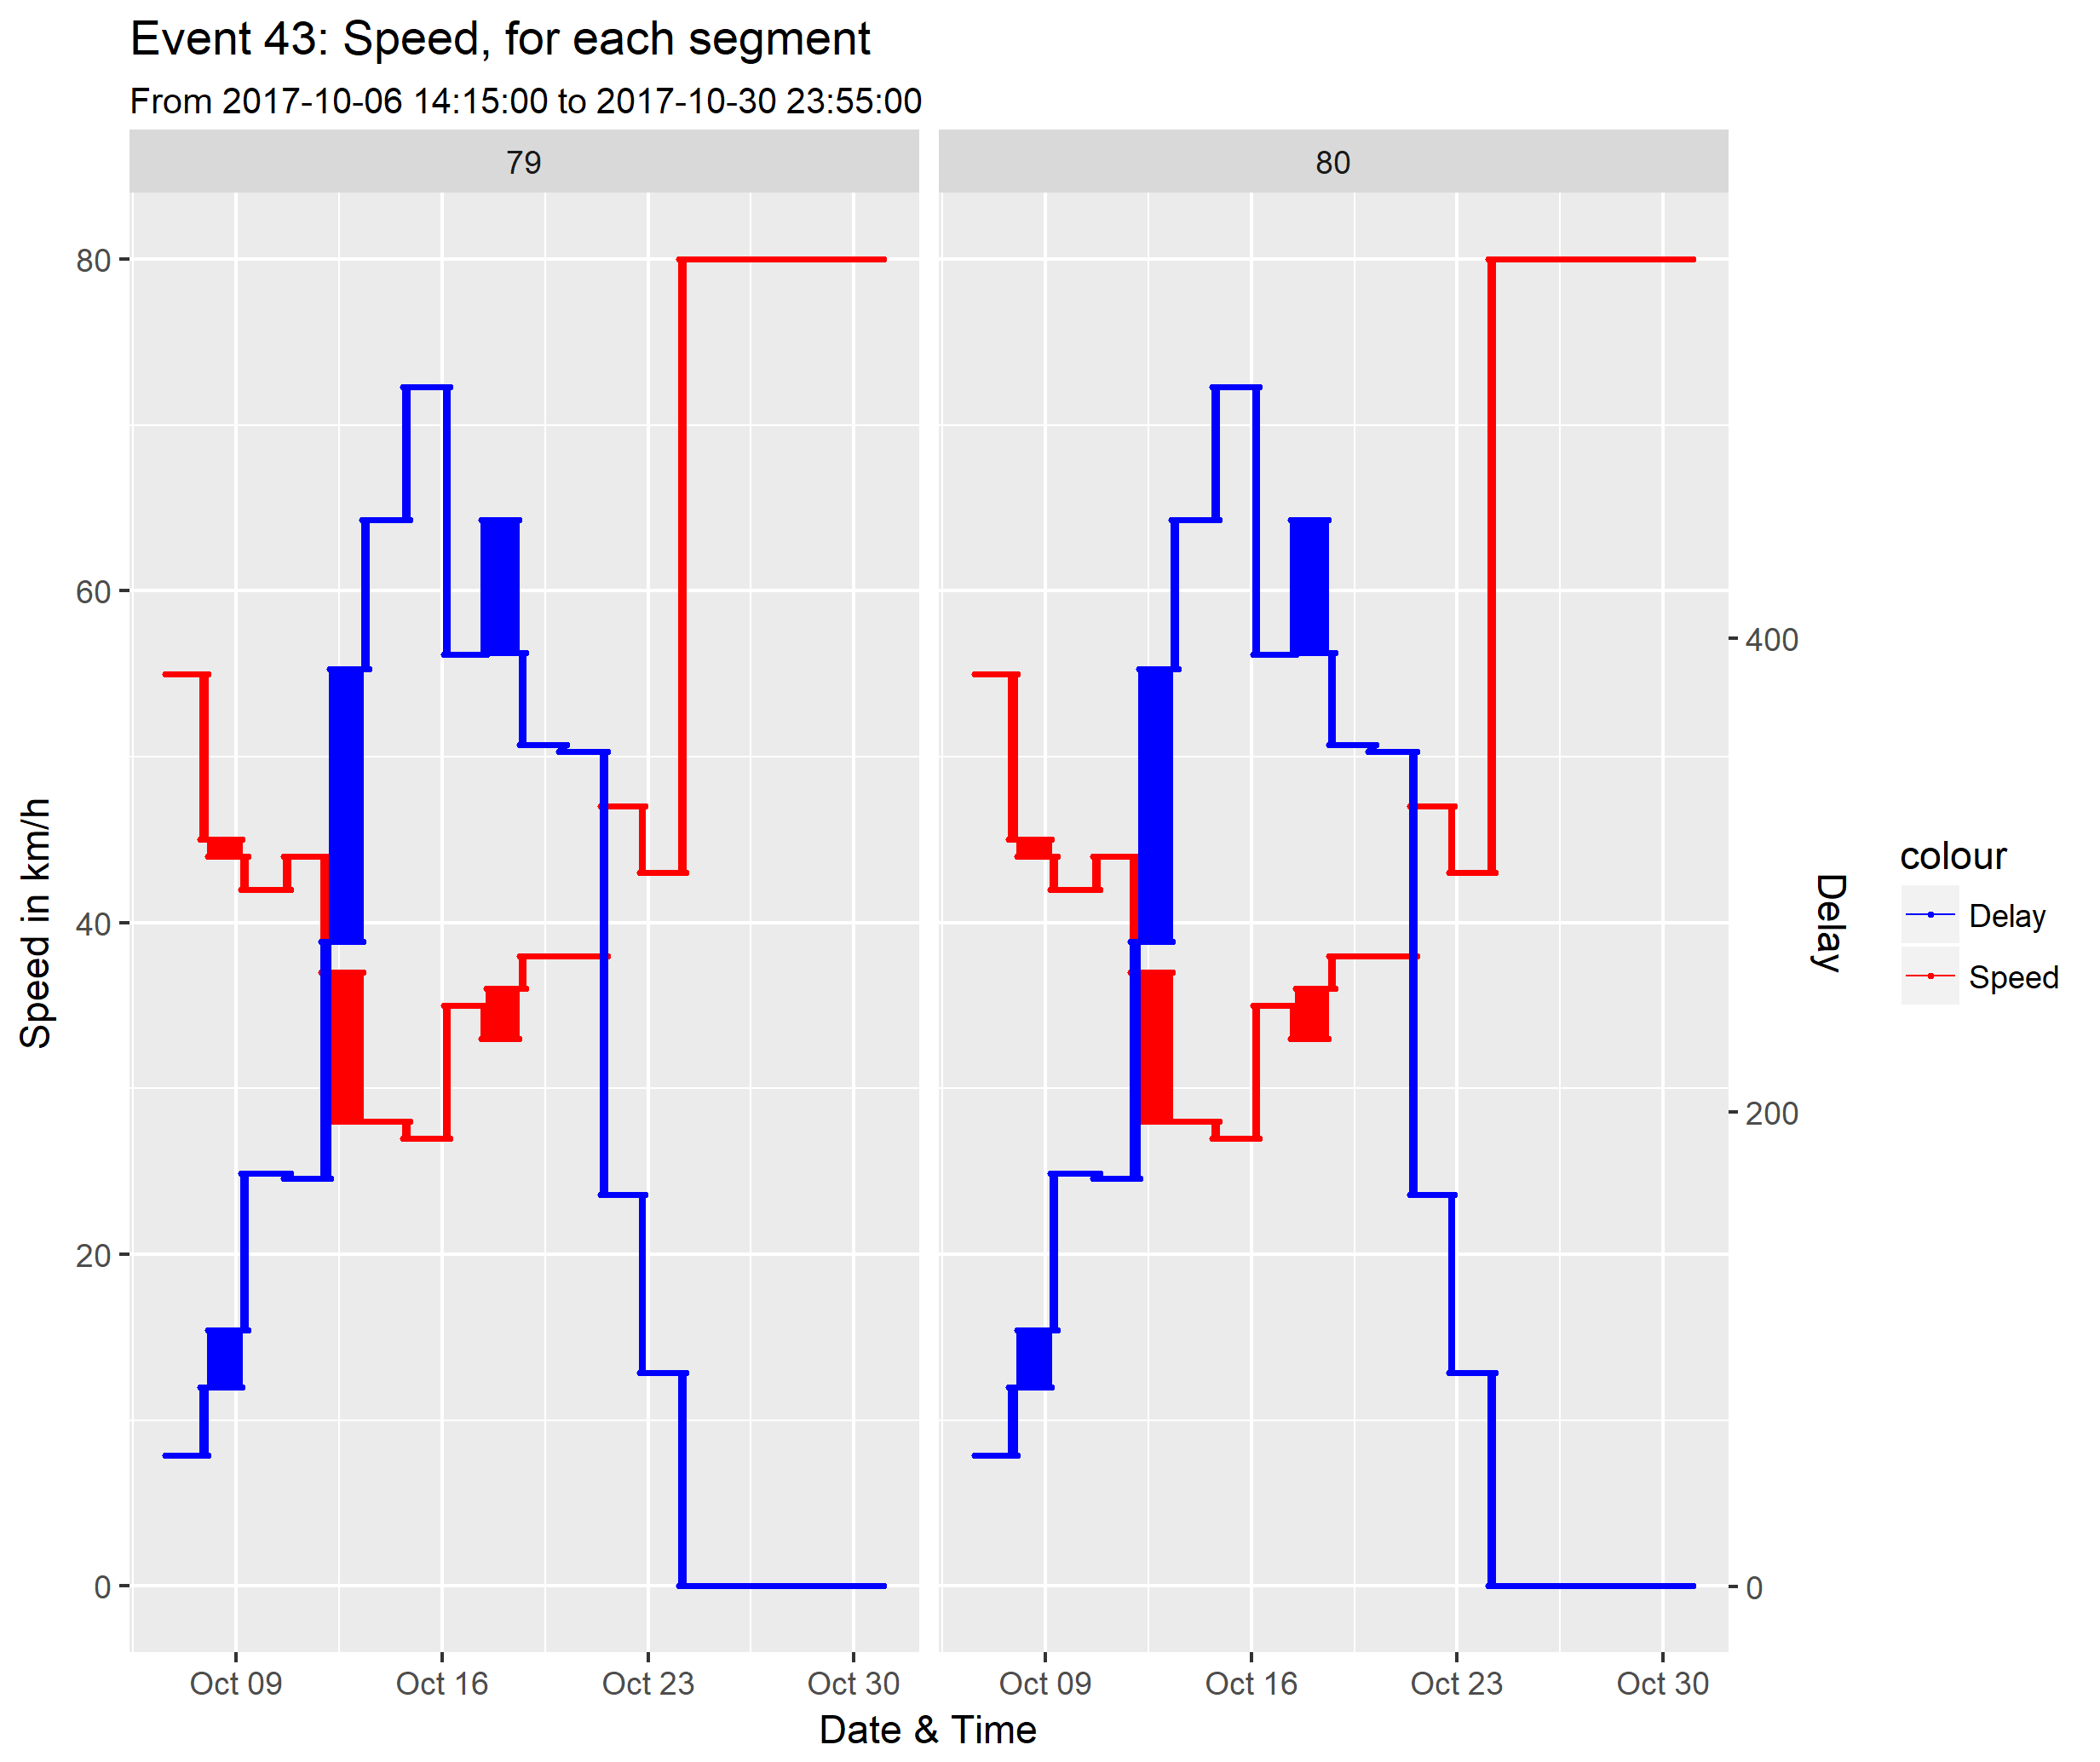 Event 43: Speed, for each segment
From 2017-10-06 14:15:00 to 2017-10-30 23:55:00
79 80
80
60
40
20
0
Speed in km/h
400
200
0
Delay
colour
Delay
Speed
Oct 09 Oct 16 Oct 23 Oct 30 Oct 09 Oct 16 Oct 23 Oct 30
Date & Time